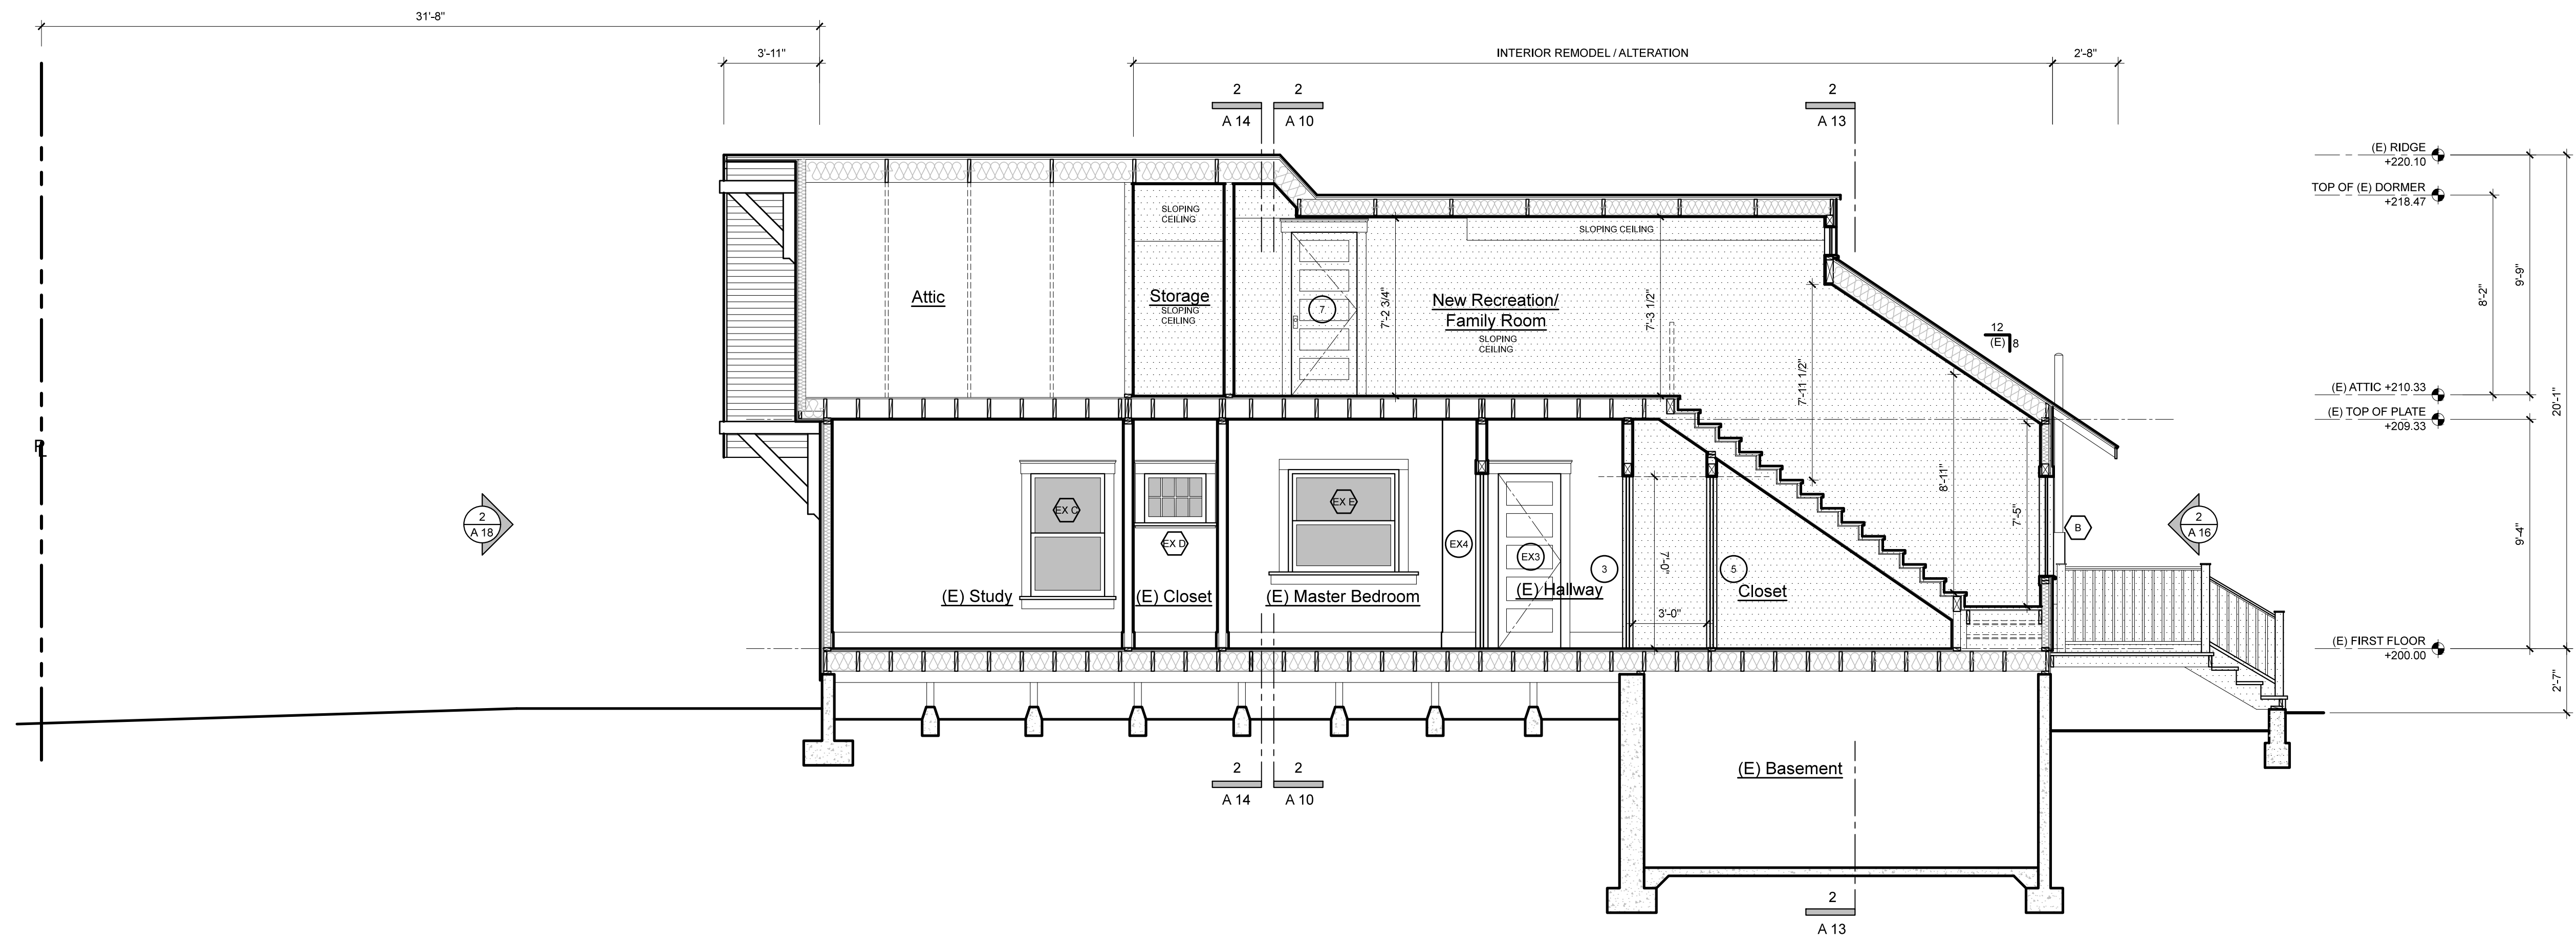 31'-8"
3'-11"
INTERIOR REMODEL / ALTERATION
2'-8"
2
A 14
2
A 10
2
A 13
(E) RIDGE
+220.10
TOP OF (E) DORMER
+218.47
SLOPING
CEILING
SLOPING CEILING
Attic
Storage
SLOPING
CEILING
7
7'-2 3/4"
New Recreation/
Family Room
SLOPING
CEILING
7'-3 1/2"
7'-11 1/2"
12
(E)
8
8'-2"
9'-9"
20'-1"
(E) ATTIC +210.33
(E) TOP OF PLATE
+209.33
PL
2
A 18
EX C
EX D
EX E
EX4
EX3
3
5
7'-0"
3'-0"
8'-11"
7'-5"
B
2
A 16
9'-4"
(E) Study
(E) Closet
(E) Master Bedroom
(E) Hallway
Closet
(E) FIRST FLOOR
+200.00
2'-7"
2
A 14
2
A 10
(E) Basement
2
A 13